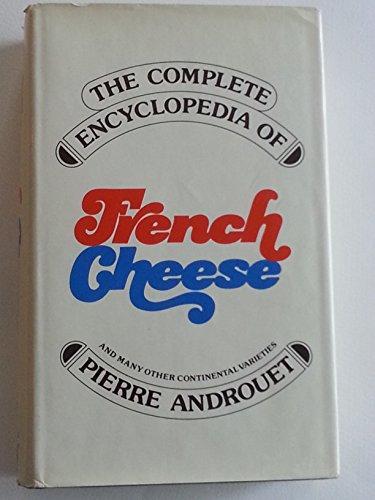 THE COMPLETE
ENCYCLOPEDIA OF
French
Cheese
AND MANY OTHER CONTINENTAL VARIETIES
PIERRE ANDROUET